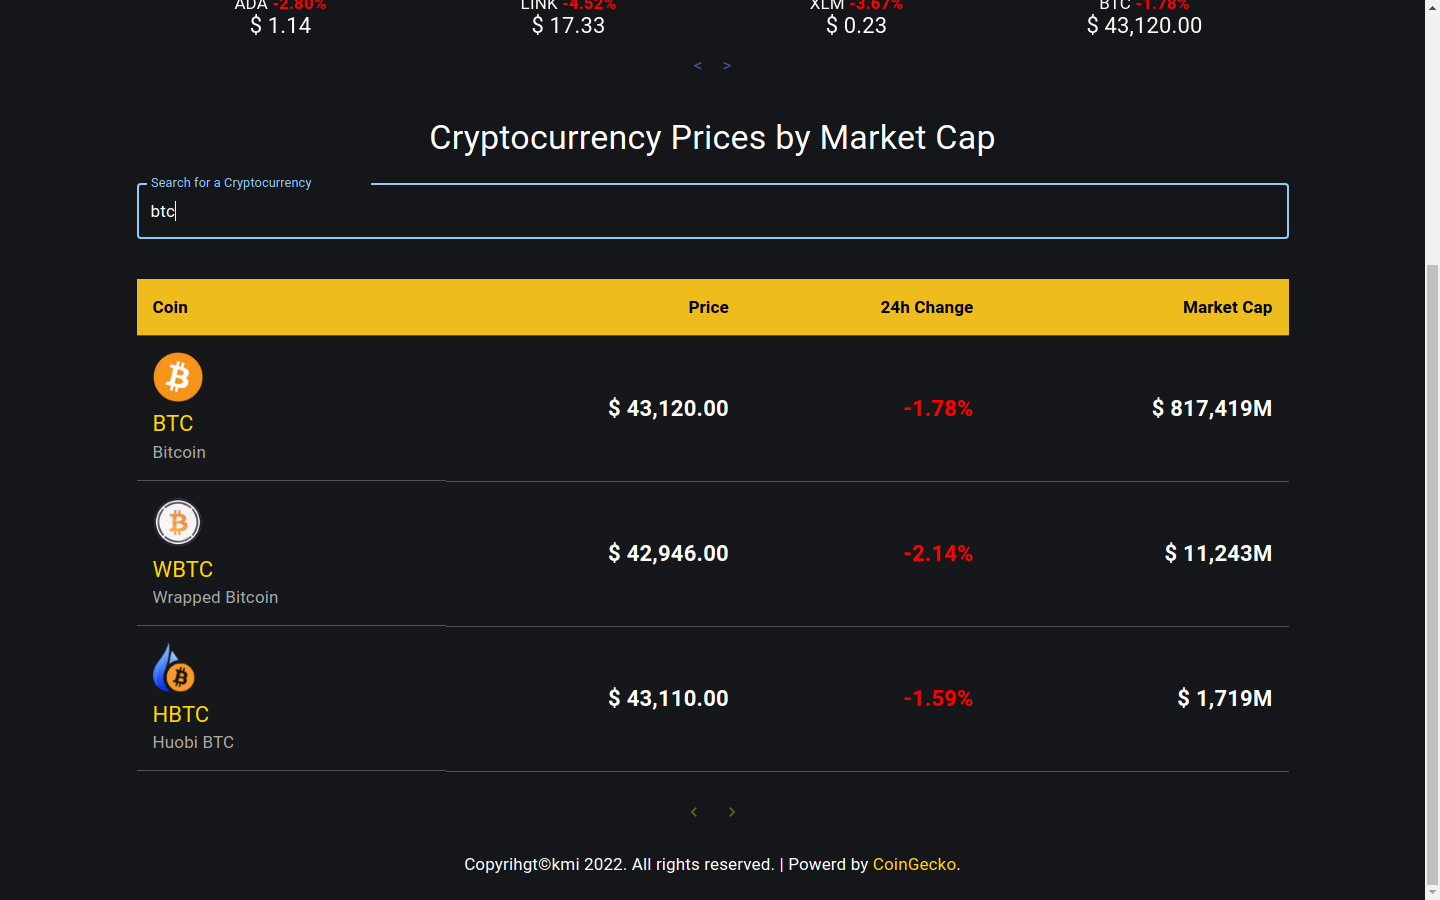 ADA -2.80% LINK -4.52% XLM -3.67% BTC -1.78%
$ 1.14 $ 17.33 $ 0.23 $ 43,120.00
< >
Cryptocurrency Prices by Market Cap
Search for a Cryptocurrency
btc
Coin Price 24h Change Market Cap
BTC
Bitcoin
$ 43,120.00 -1.78% $ 817,419M
WBTC
Wrapped Bitcoin
$ 42,946.00 -2.14% $ 11,243M
HBTC
Huobi BTC
$ 43,110.00 -1.59% $ 1,719M
Copyrihgt©kmi 2022. All rights reserved. | Powerd by CoinGecko.